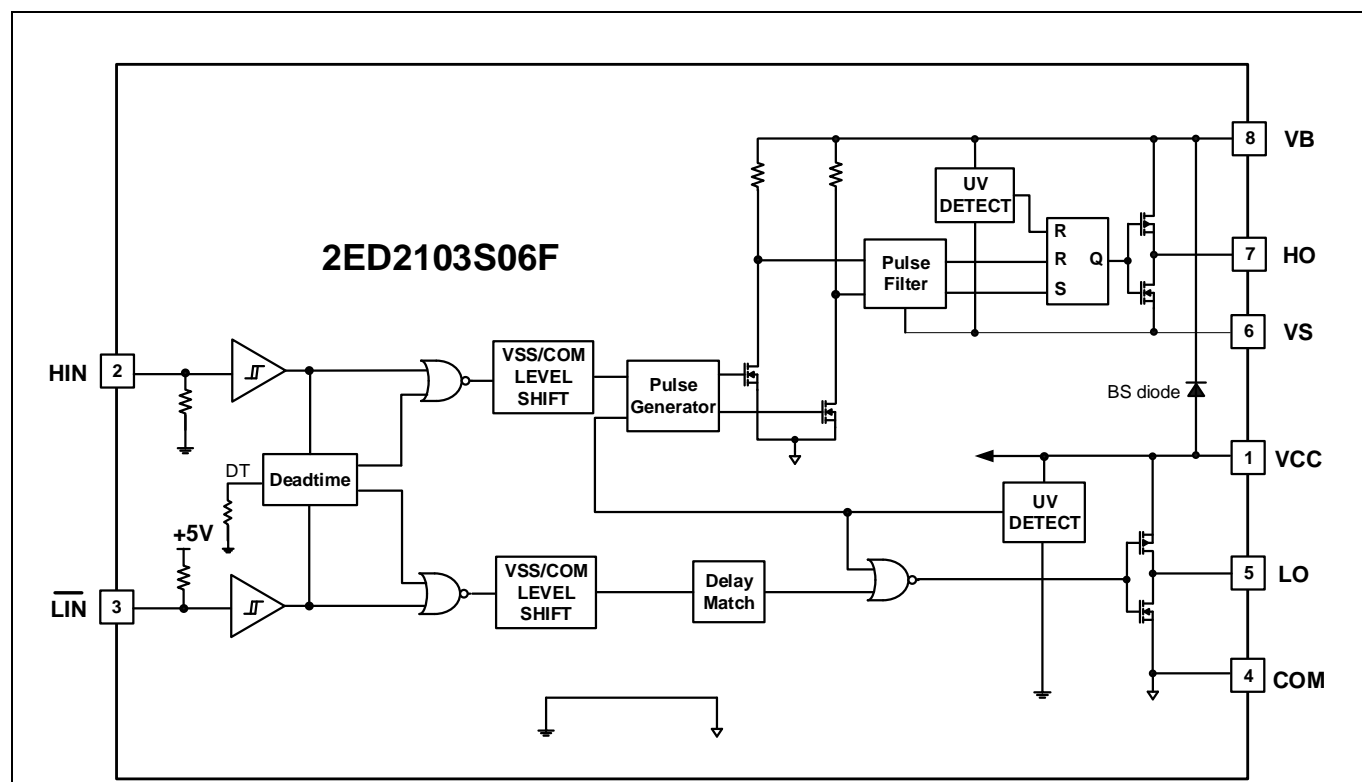 8
VB
UV
DETECT
R
R
Q
S
2ED2103S06F
Pulse
Filter
7
HO
6
VS
HIN
2
VSS/COM
LEVEL
SHIFT
Pulse
Generator
BS diode
1
VCC
DT
Deadtime
UV
DETECT
+5V
LIN
3
VSS/COM
LEVEL
SHIFT
Delay
Match
5
LO
4
COM